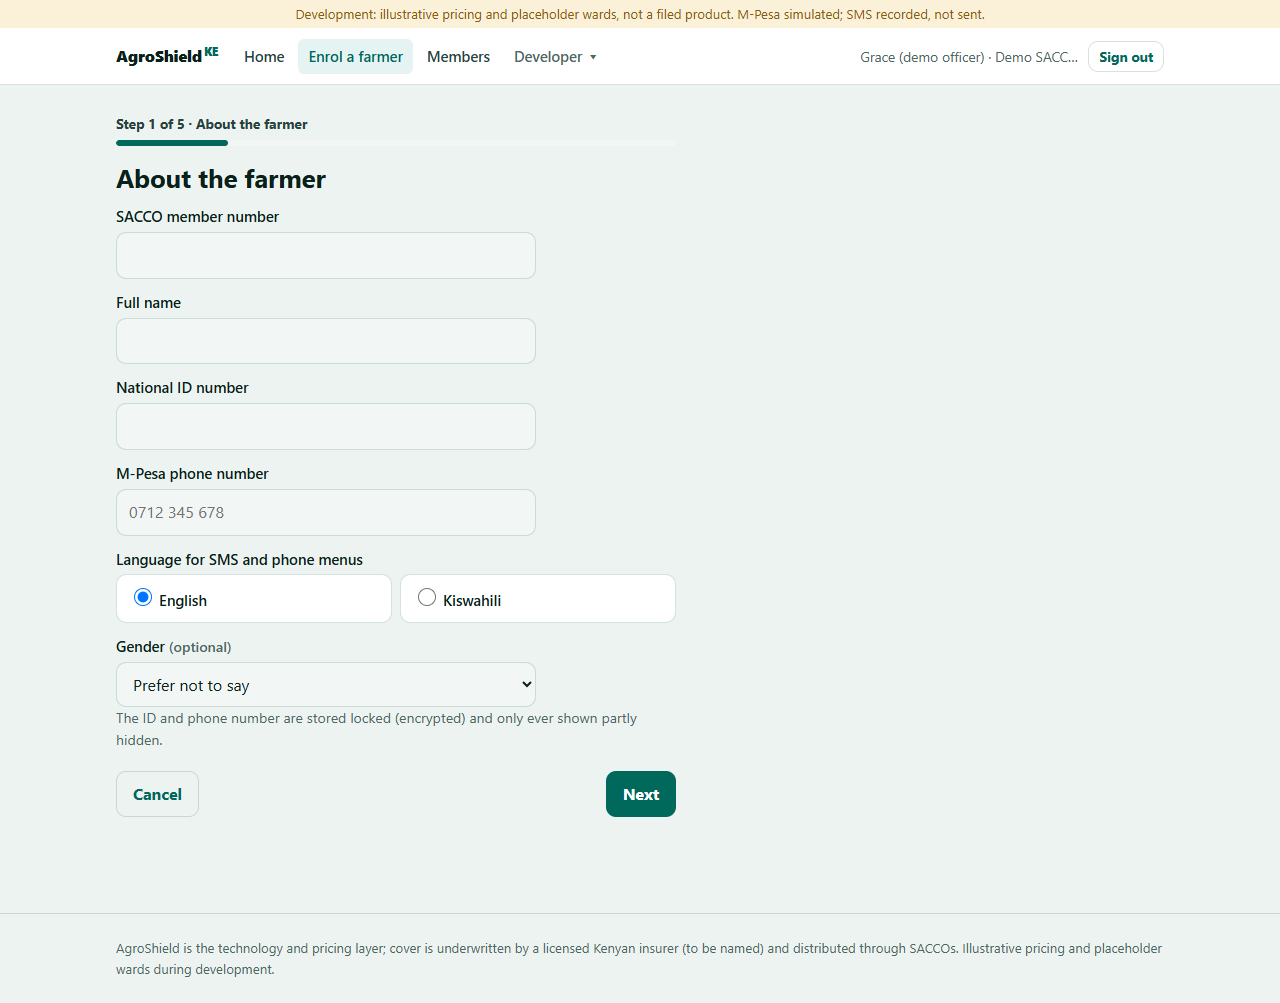 Development: illustrative pricing and placeholder wards, not a filed product. M-Pesa simulated; SMS recorded, not sent.
AgroShield KE
Home
Enrol a farmer
Members
Developer
Grace (demo officer) · Demo SACC...
Sign out
Step 1 of 5 · About the farmer
About the farmer
SACCO member number
Full name
National ID number
M-Pesa phone number
0712 345 678
Language for SMS and phone menus
English
Kiswahili
Gender (optional)
Prefer not to say
The ID and phone number are stored locked (encrypted) and only ever shown partly
hidden.
Cancel
Next
AgroShield is the technology and pricing layer; cover is underwritten by a licensed Kenyan insurer (to be named) and distributed through SACCOs. Illustrative pricing and placeholder
wards during development.